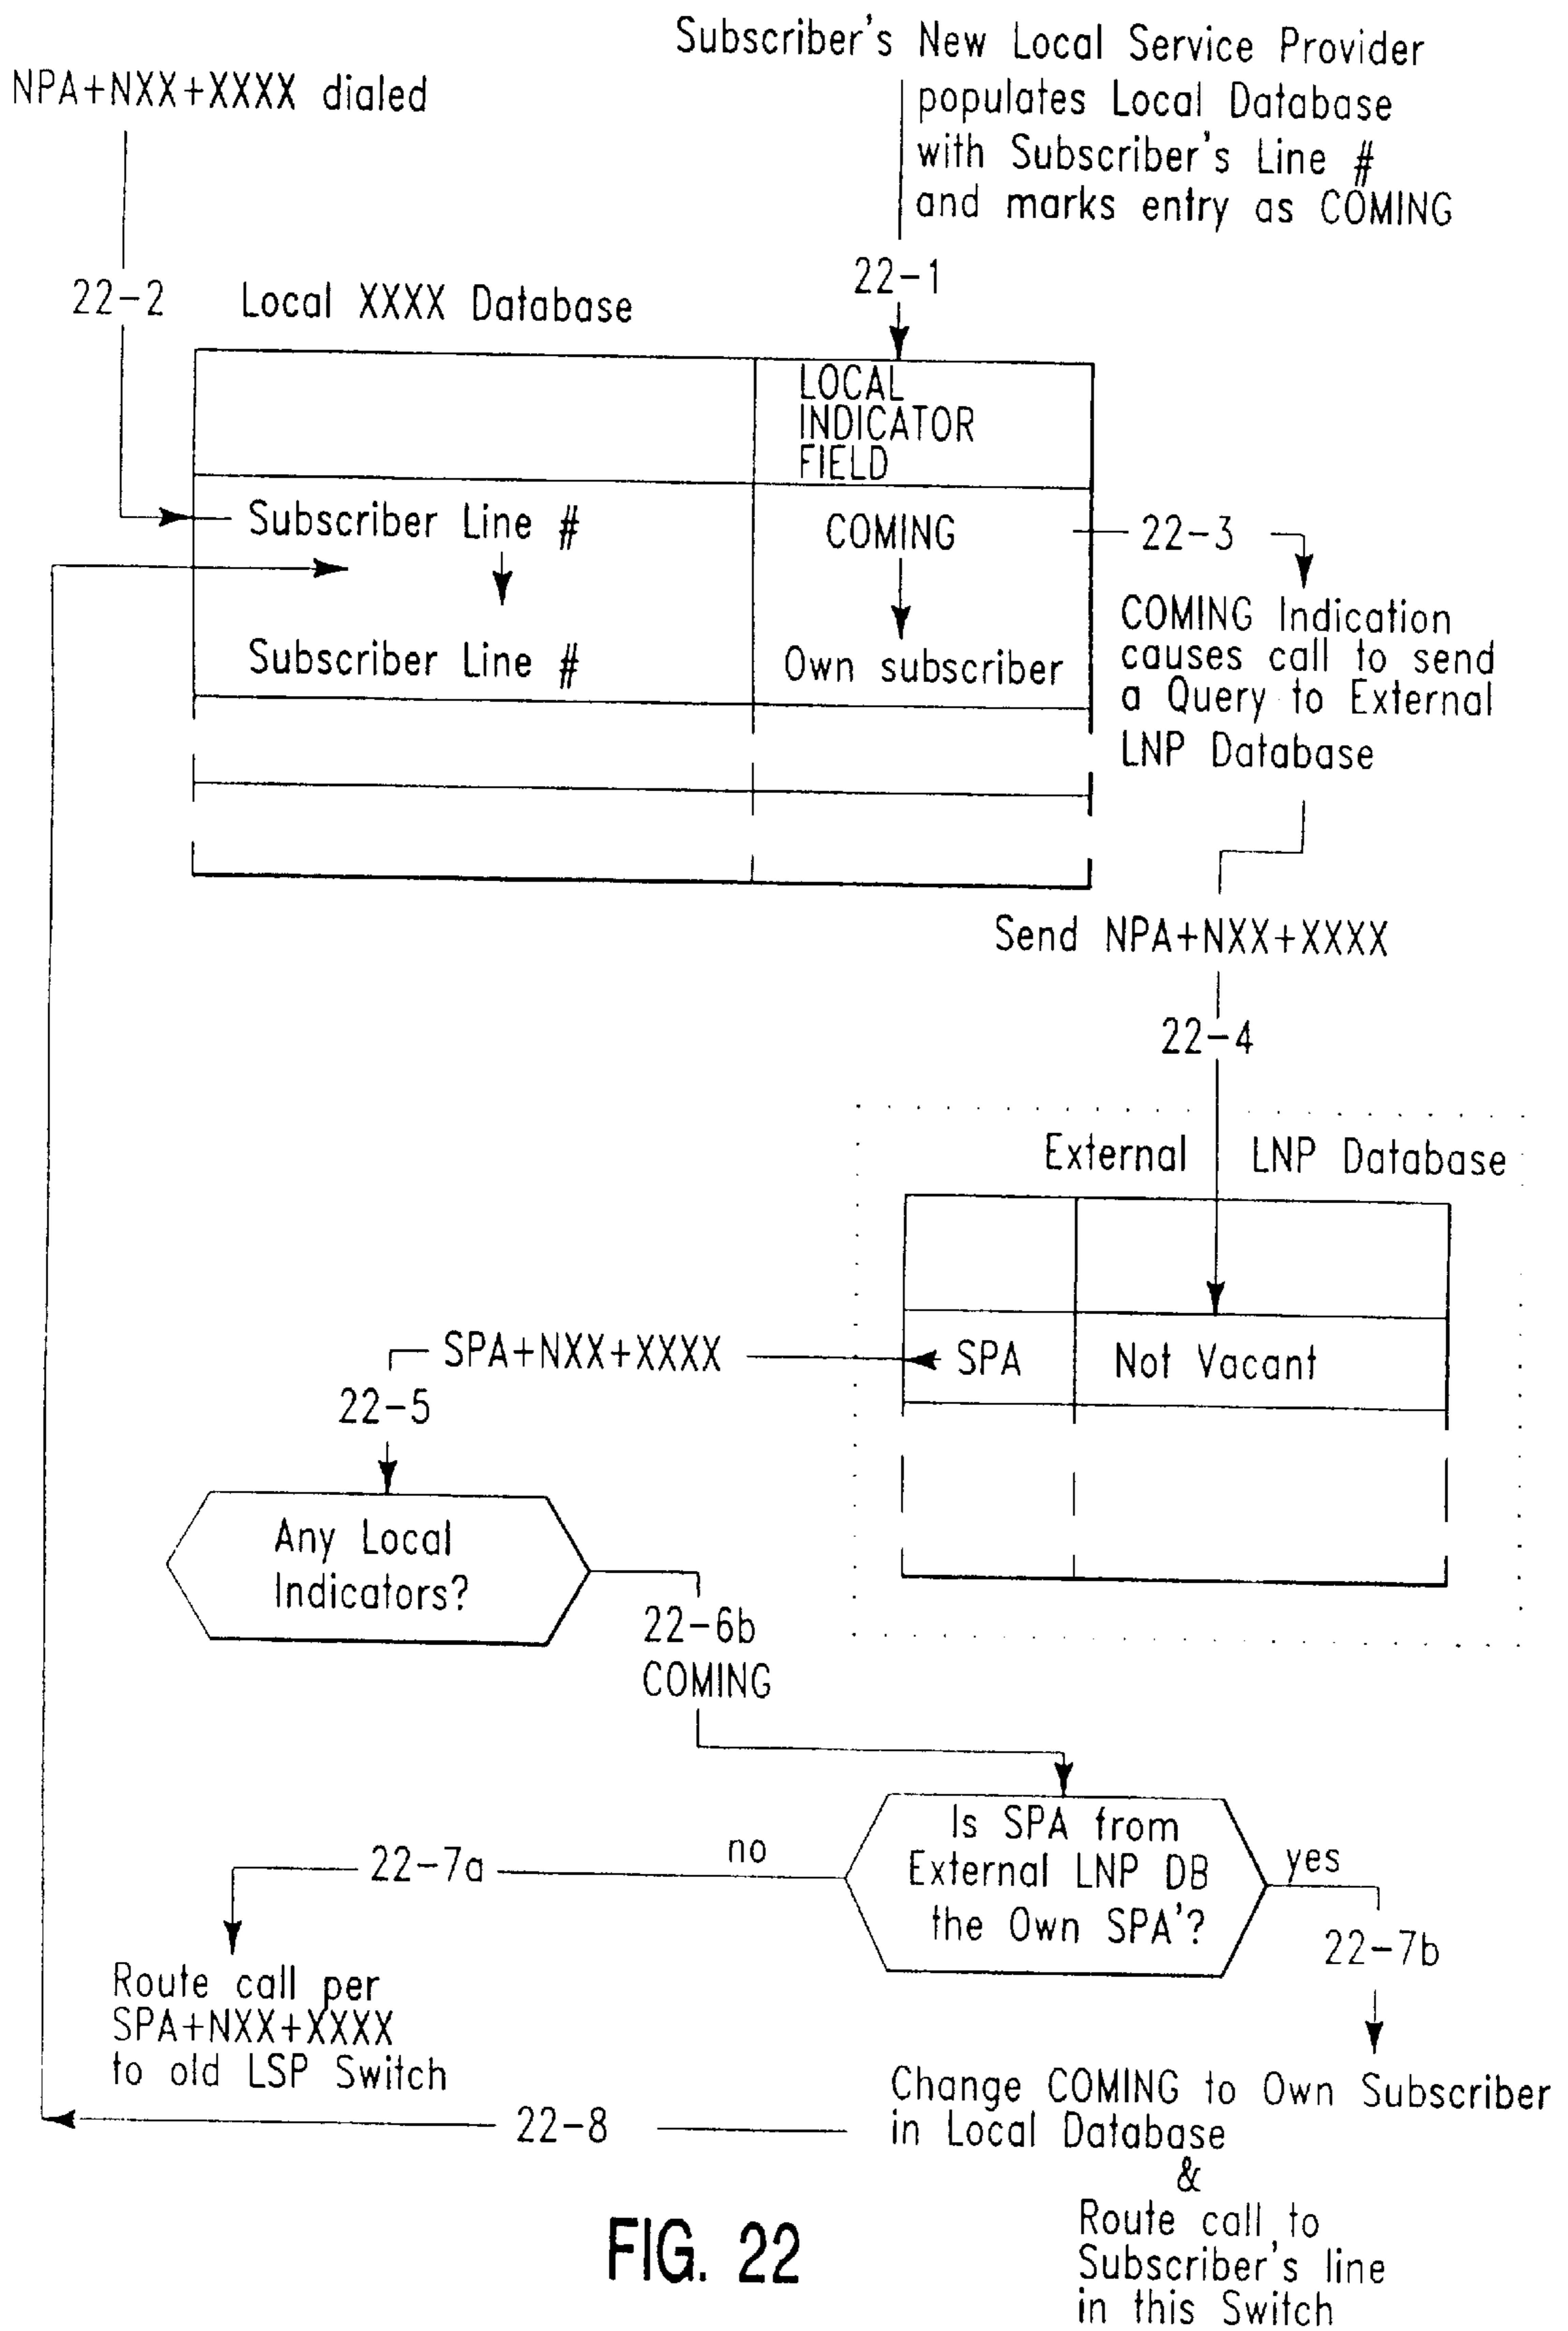 Subscriber's New Local Service Provider
populates Local Database
with Subscriber's Line #
and marks entry as COMING
NPA+NXX+XXXX dialed
22-1
22-2
Local XXXX Database
LOCAL
INDICATOR
FIELD
Subscriber Line #
COMING
22-3
Subscriber Line #
Own subscriber
COMING Indication
causes call to send
a Query to External
LNP Database
Send NPA+NXX+XXXX
22-4
External LNP Database
SPA+NXX+XXXX
SPA
Not Vacant
22-5
Any Local
Indicators?
22-6b
COMING
Is SPA from
External LNP DB
the Own SPA'?
no
yes
22-7a
22-7b
Route call per
SPA+NXX+XXXX
to old LSP Switch
Change COMING to Own Subscriber
in Local Database
&
Route call to
Subscriber's line
in this Switch
22-8
FIG. 22